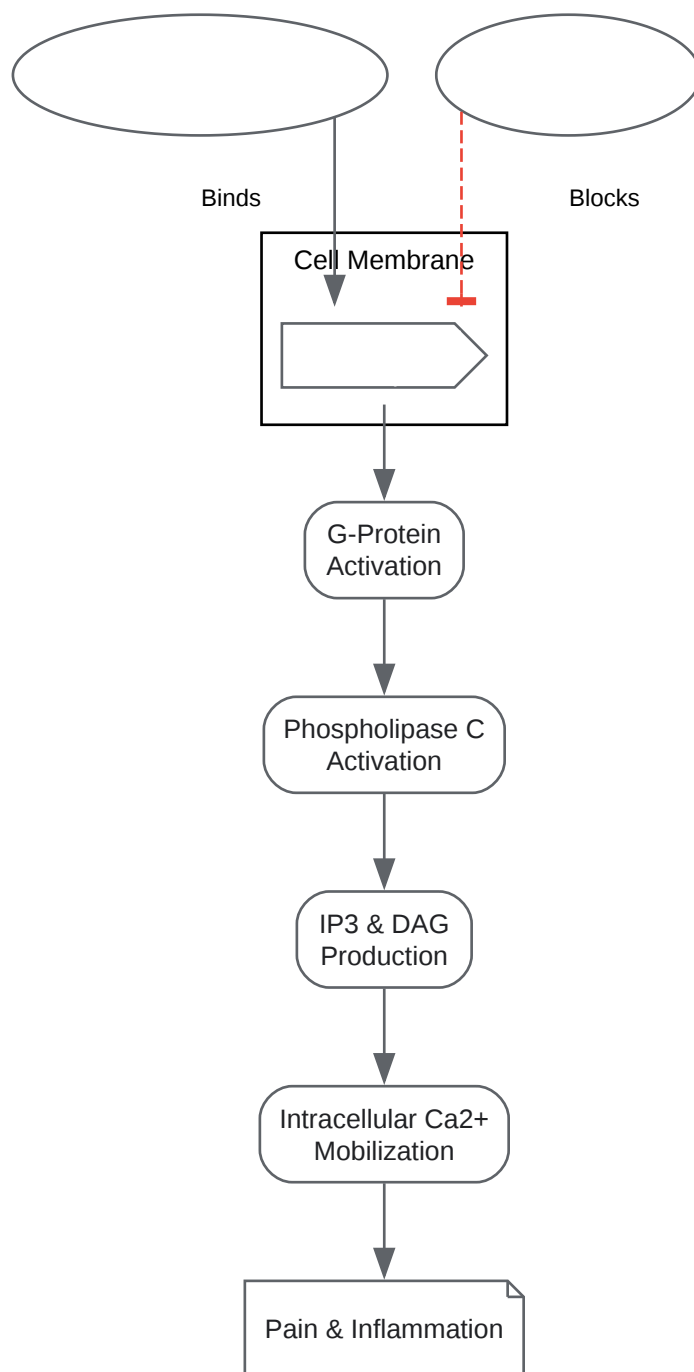 Binds
Blocks
Cell Membrane
G-Protein
Activation
Phospholipase C
Activation
IP3 & DAG
Production
Intracellular Ca2+
Mobilization
Pain & Inflammation